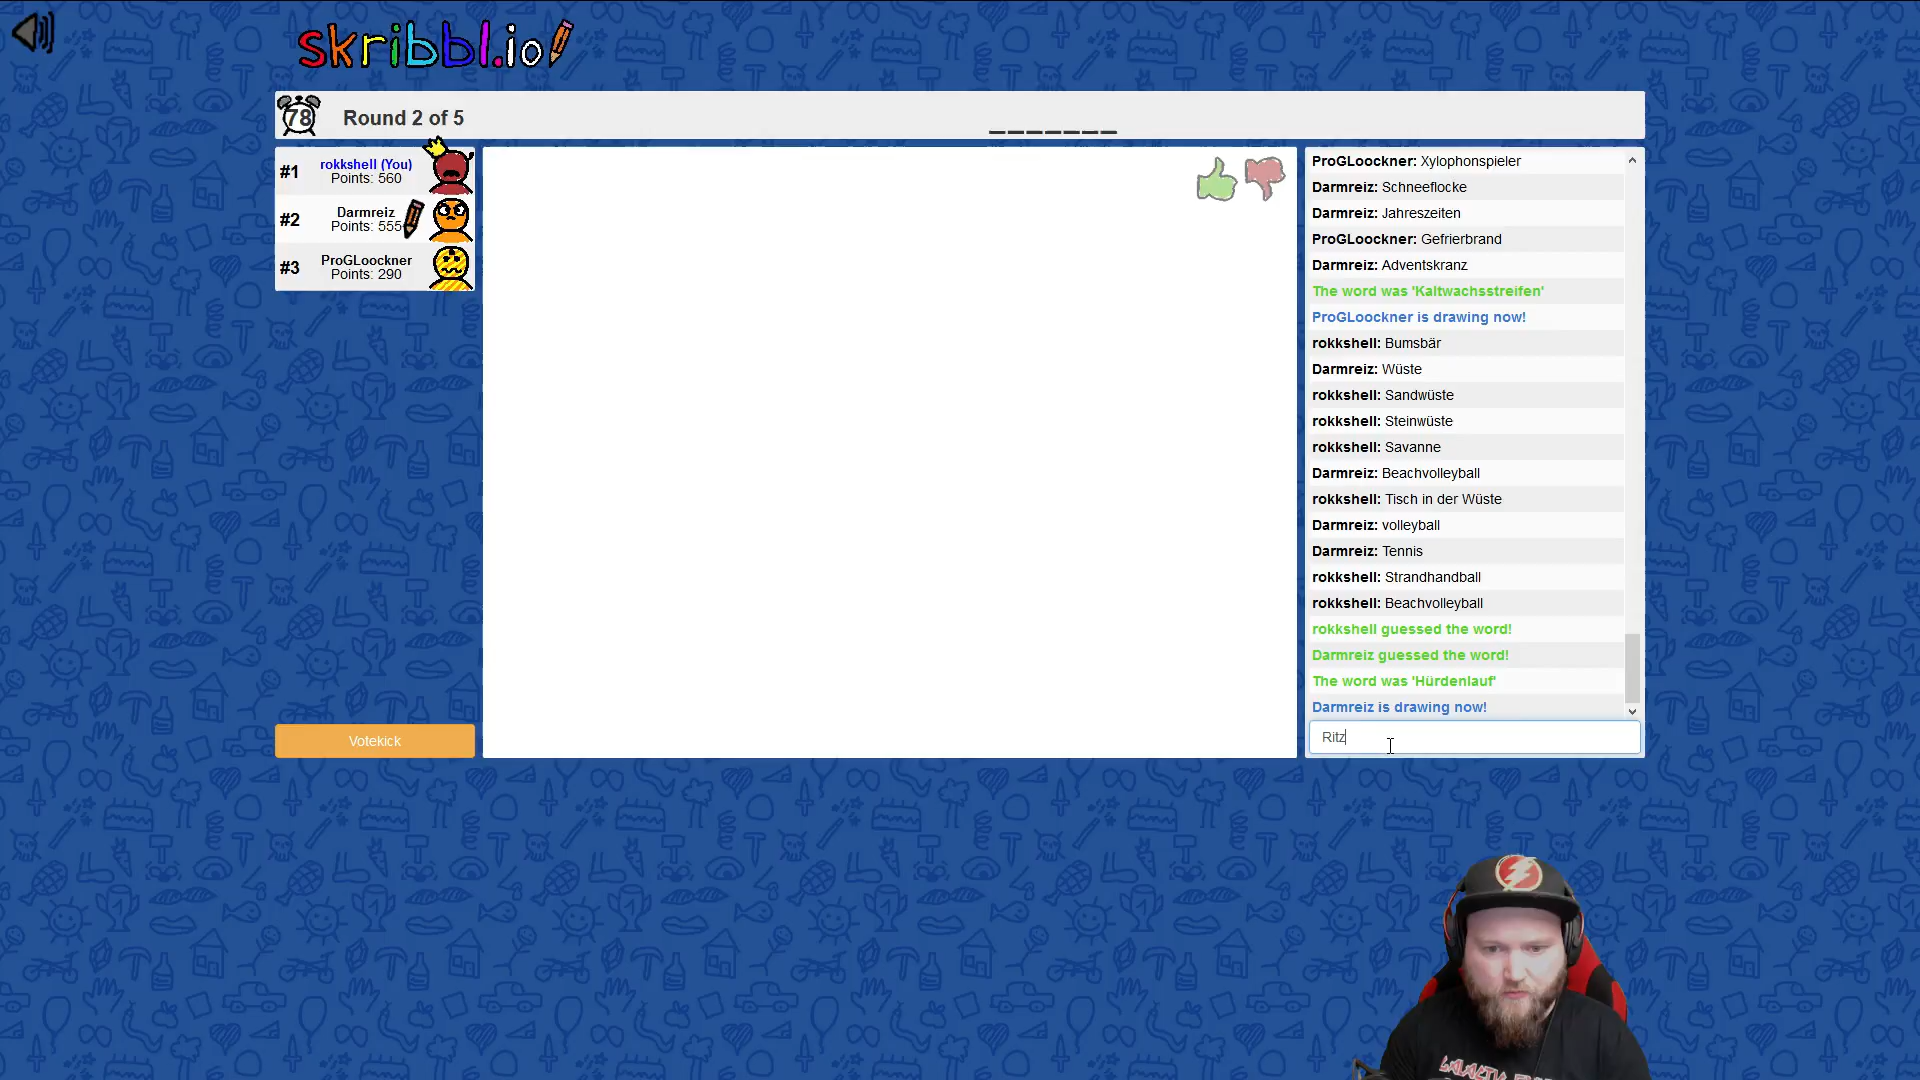 skribbl.io
78
Round 2 of 5
_______
#1
rokkshell (You)
Points: 560
#2
Darmreiz
Points: 555
#3
ProGLoockner
Points: 290
Votekick
ProGLoockner: Xylophonspieler
Darmreiz: Schneeflocke
Darmreiz: Jahreszeiten
ProGLoockner: Gefrierbrand
Darmreiz: Adventskranz
The word was 'Kaltwachsstreifen'
ProGLoockner is drawing now!
rokkshell: Bumsbär
Darmreiz: Wüste
rokkshell: Sandwüste
rokkshell: Steinwüste
rokkshell: Savanne
Darmreiz: Beachvolleyball
rokkshell: Tisch in der Wüste
Darmreiz: volleyball
Darmreiz: Tennis
rokkshell: Strandhandball
rokkshell: Beachvolleyball
rokkshell guessed the word!
Darmreiz guessed the word!
The word was 'Hürdenlauf'
Darmreiz is drawing now!
Ritz